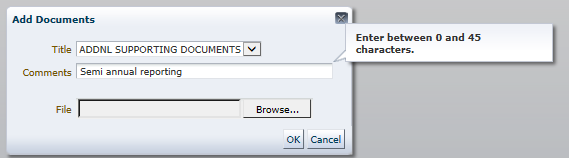 Add Documents
Title ADDNL SUPPORTING DOCUMENTS
Comments Semi annual reporting
Enter between 0 and 45
characters.
File Browse...
OK Cancel